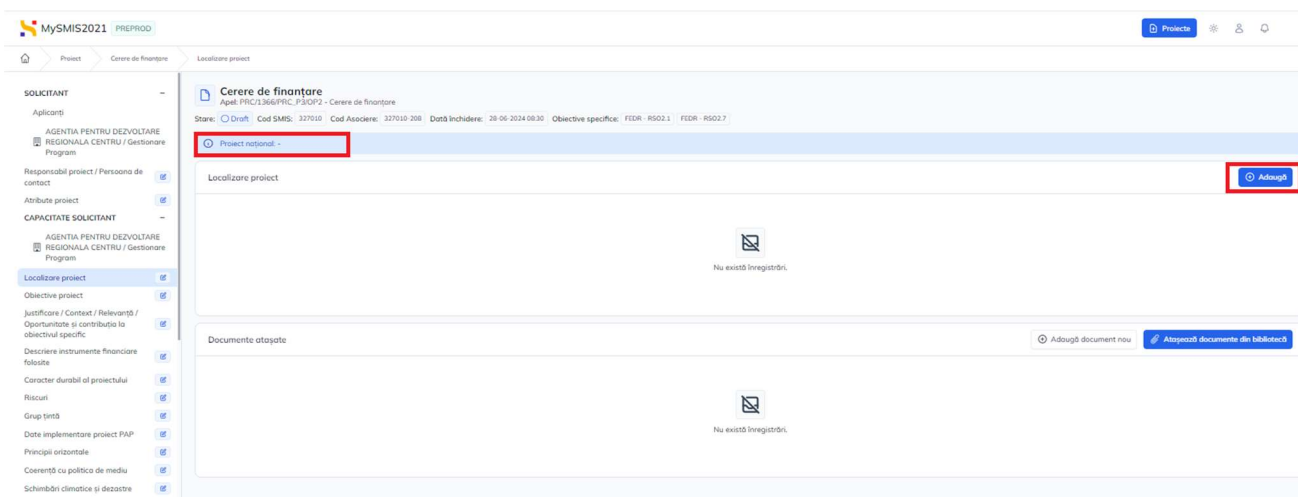 MySMIS2021 PREPROD
Proiecte
Proiect Cerere de finanțare Localizare proiect
SOLICITANT −
Aplicanți
AGENTIA PENTRU DEZVOLTARE
REGIONALA CENTRU / Gestionare
Program
Responsabil proiect / Persoana de
contact
Atribute proiect
CAPACITATE SOLICITANT −
AGENTIA PENTRU DEZVOLTARE
REGIONALA CENTRU / Gestionare
Program
Localizare proiect
Obiective proiect
Justificare / Context / Relevanță /
Oportunitate și contribuția la
obiectivul specific
Descriere instrumente financiare
folosite
Caracter durabil al proiectului
Riscuri
Grup țintă
Date implementare proiect PAP
Principii orizontale
Coerență cu politica de mediu
Schimbări climatice și dezastre
Cerere de finanțare
Apel: PRC/1366/PRC_P3/OP2 - Cerere de finanțare
Stare: Draft Cod SMIS: 327010 Cod Asociere: 327010-208 Dată închidere: 28-06-2024 08:30 Obiective specifice: FEDR - RSO2.1 FEDR - RSO2.7
Proiect național: -
Localizare proiect Adaugă
Nu există înregistrări.
Documente atașate Adaugă document nou Atașează documente din bibliotecă
Nu există înregistrări.